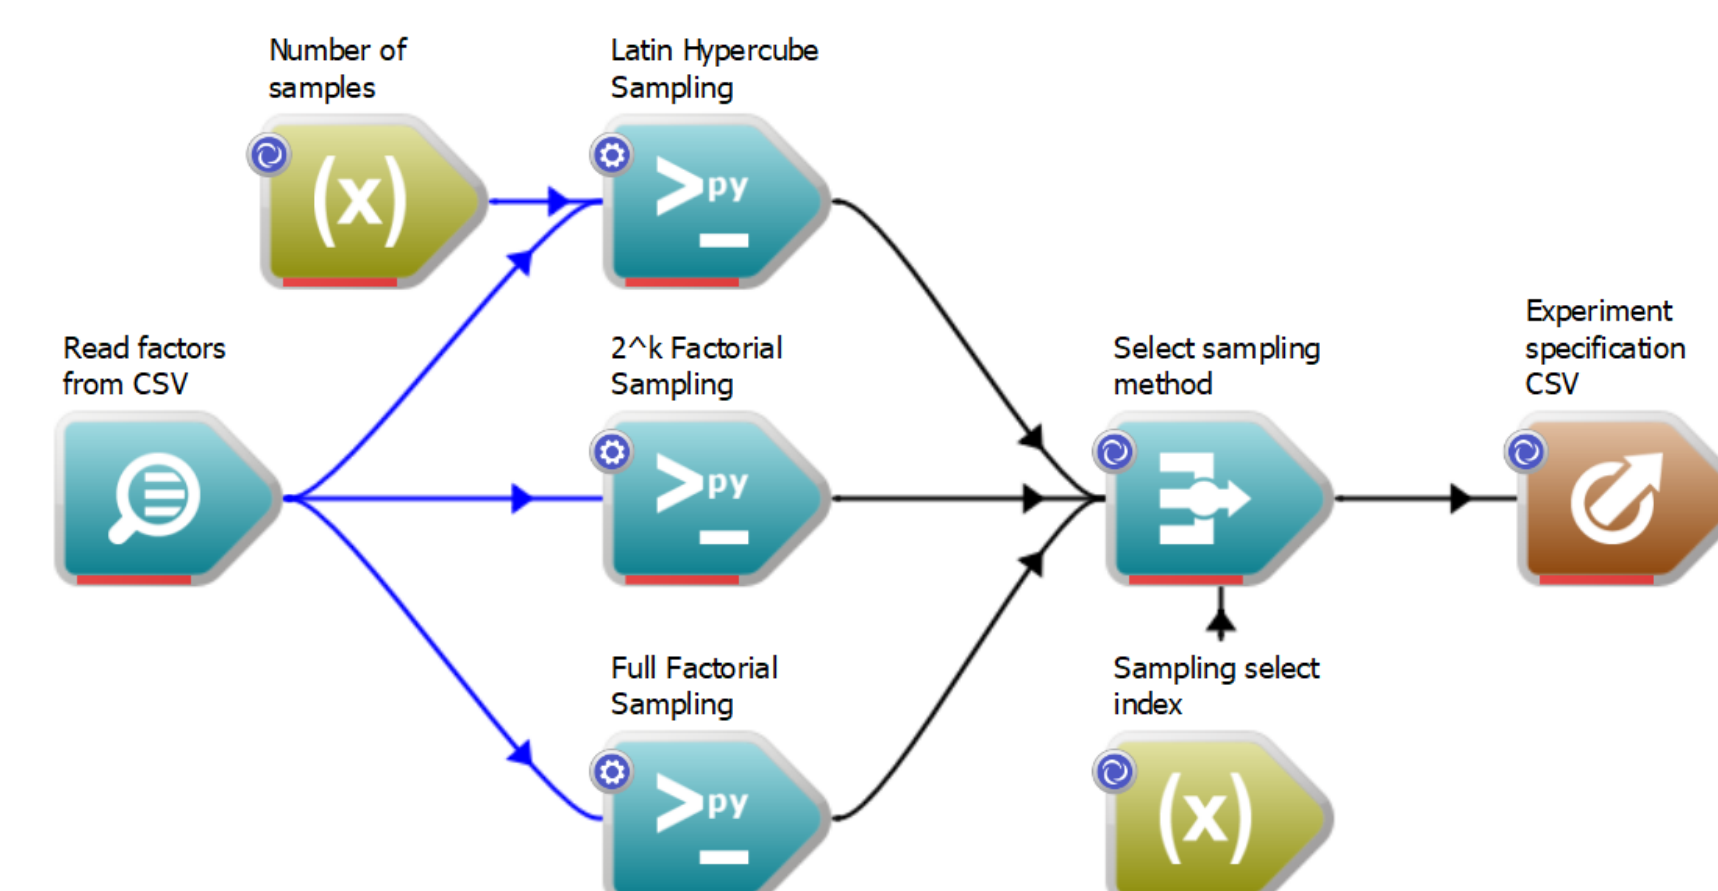 Number of
samples
(x)
Latin Hypercube
Sampling
>py
_
Read factors
from CSV
2^k Factorial
Sampling
>py
_
Select sampling
method
Experiment
specification
CSV
Full Factorial
Sampling
>py
_
Sampling select
index
(x)